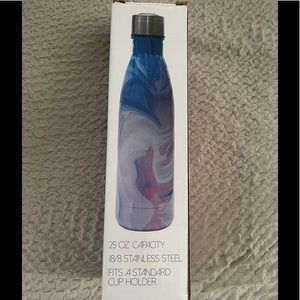 25 OZ. CAPACITY
18/8 STAINLESS STEEL
FITS A STANDARD
CUP HOLDER